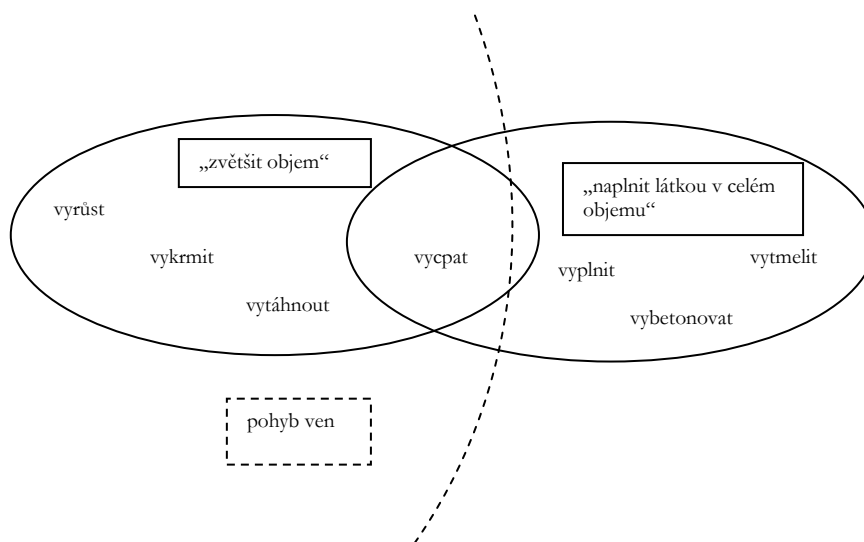 „zvětšit objem“
„naplnit látkou v celém
objemu“
vyrůst
vykrmit
vycpat
vyplnit
vytmelit
vytáhnout
vybetonovat
pohyb ven